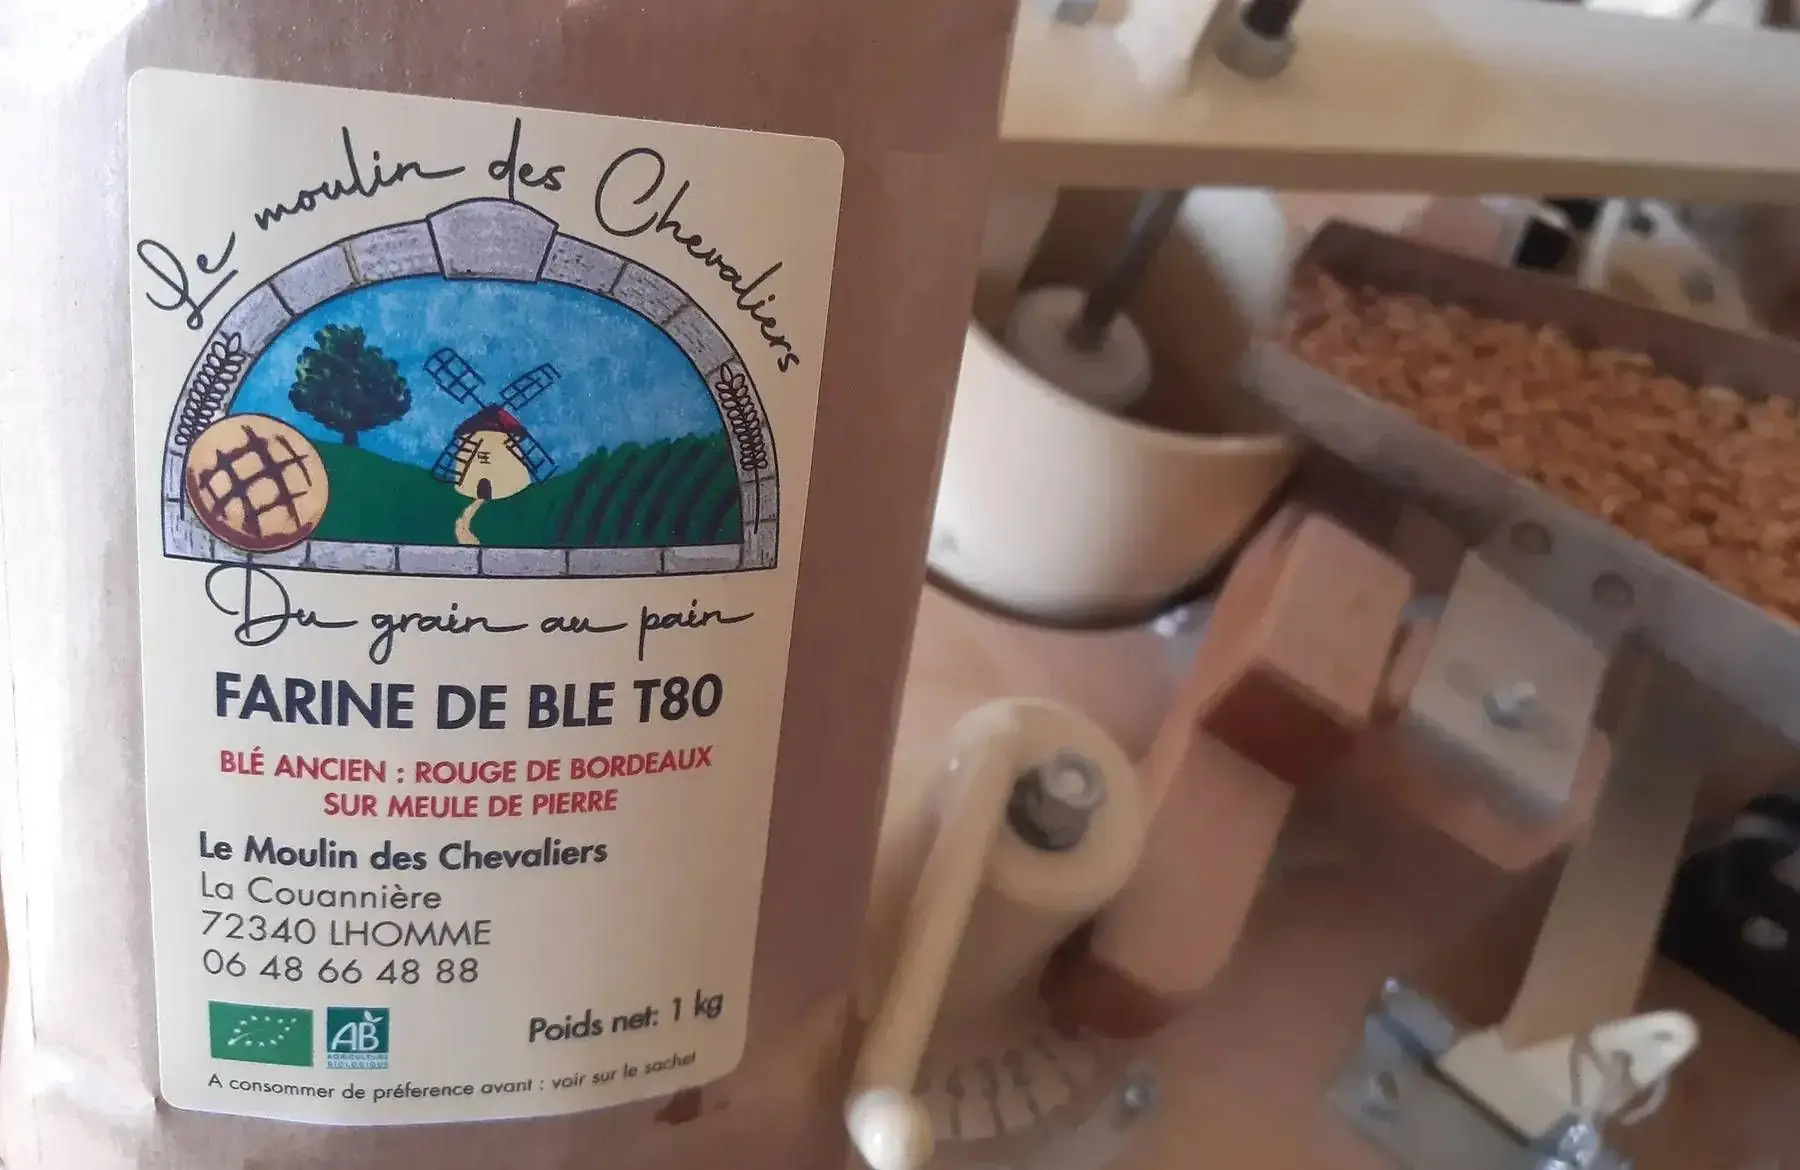 Le moulin des Chevaliers
Du grain au pain
FARINE DE BLE T80
BLÉ ANCIEN : ROUGE DE BORDEAUX
SUR MEULE DE PIERRE
Le Moulin des Chevaliers
La Couannière
72340 LHOMME
06 48 66 48 88
AB
AGRICULTURE
BIOLOGIQUE
Poids net: 1 kg
A consommer de préference avant : voir sur le sachet